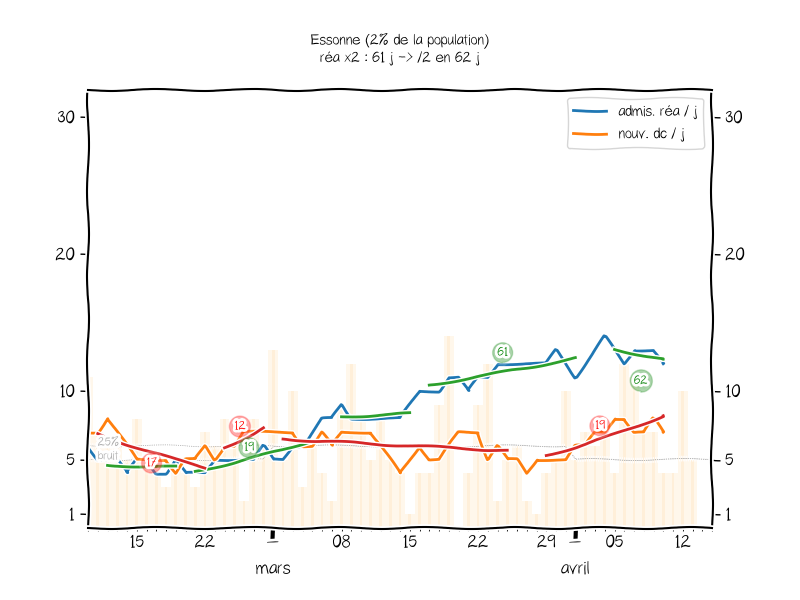 Essonne (2% de la population)
réa x2 : 61 j -> /2 en 62 j
admis. réa / j
nouv. dc / j
30
30
20
20
61
62
10
10
12
19
19
25%
bruit
17
5
5
1
1
15 22 08 15 22 29 05 12
mars avril